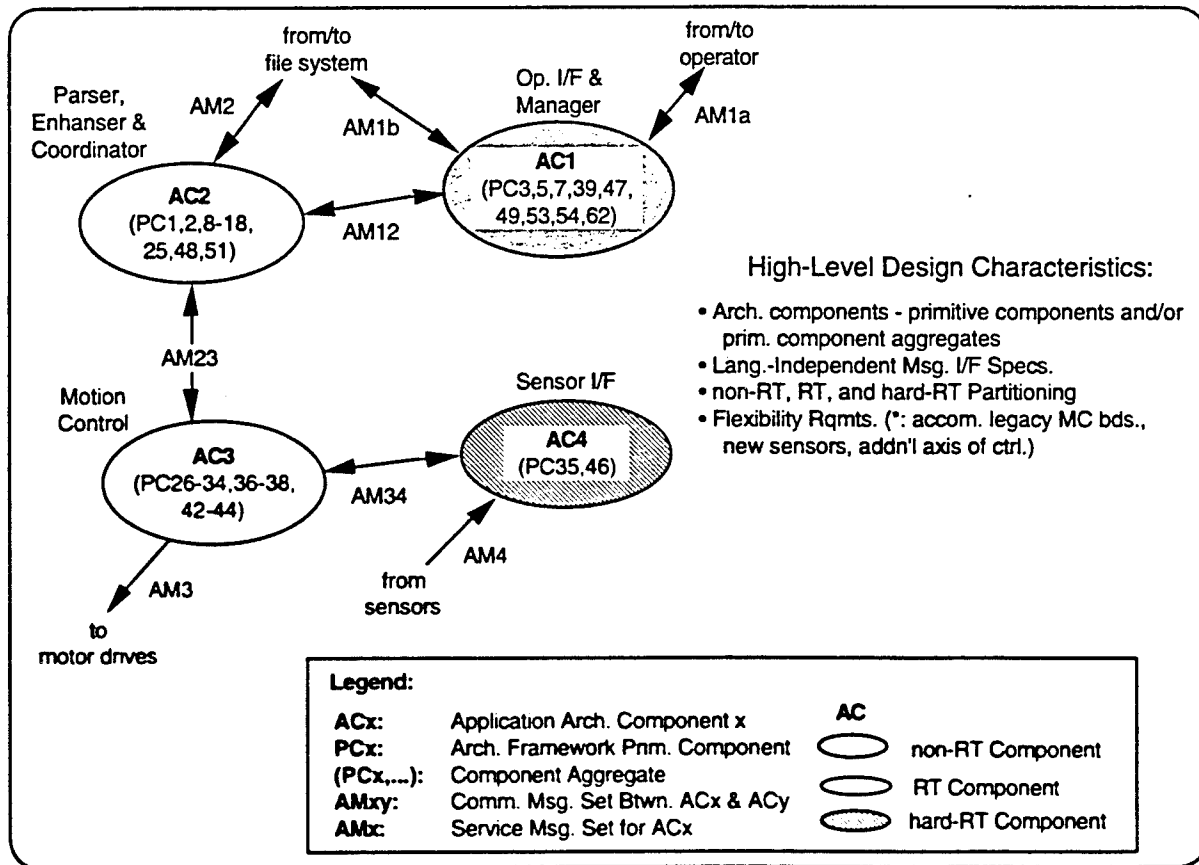 from/to
file system
from/to
operator
Parser,
Enhanser &
Coordinator
AM2
AM1b
Op. I/F &
Manager
AM1a
AC1
(PC3,5,7,39,47,
49,53,54,62)
AC2
(PC1,2,8-18,
25,48,51)
AM12
High-Level Design Characteristics:
• Arch. components - primitive components and/or
prim. component aggregates
• Lang.-Independent Msg. I/F Specs.
• non-RT, RT, and hard-RT Partitioning
• Flexibility Rqmts. (*: accom. legacy MC bds.,
new sensors, addn'l axis of ctrl.)
AM23
Motion
Control
Sensor I/F
AC3
(PC26-34,36-38,
42-44)
AC4
(PC35,46)
AM34
AM4
from
sensors
AM3
to
motor drives
Legend:
ACx: Application Arch. Component x
PCx: Arch. Framework Prim. Component
(PCx,...): Component Aggregate
AMxy: Comm. Msg. Set Btwn. ACx & ACy
AMx: Service Msg. Set for ACx
AC
non-RT Component
RT Component
hard-RT Component